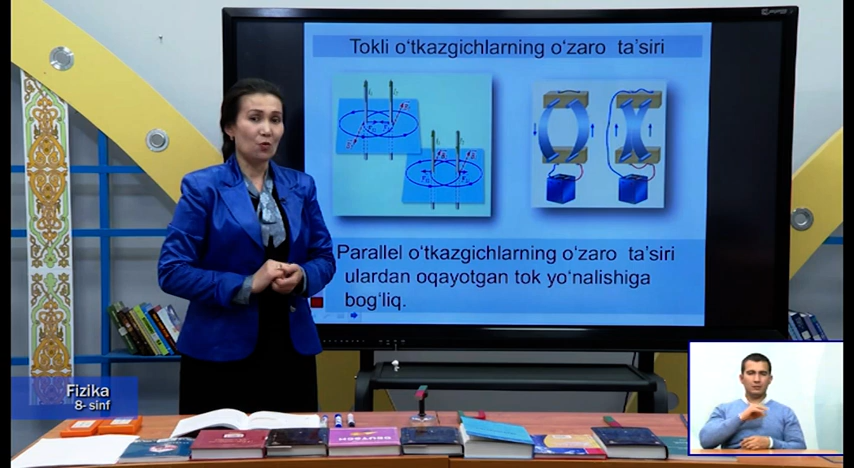 Tokli o‘tkazgichlarning o‘zaro ta’siri
Parallel o‘tkazgichlarning o‘zaro ta’siri
ulardan oqayotgan tok yo‘nalishiga
bog‘liq.
Fizika
8- sinf
DEUTSCH